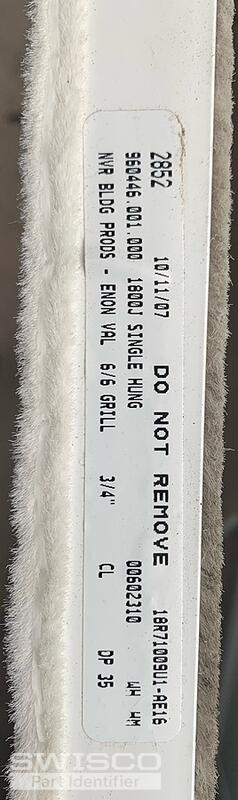 2852 10/11/07 DO NOT REMOVE 18R71009U1-AE16
960446.001.000 1800J SINGLE HUNG 00602310 WH WM
NVR BLDG PRODS - ENON VAL 6/6 GRILL 3/4" CL DP 35
SWISCO
Part Identifier